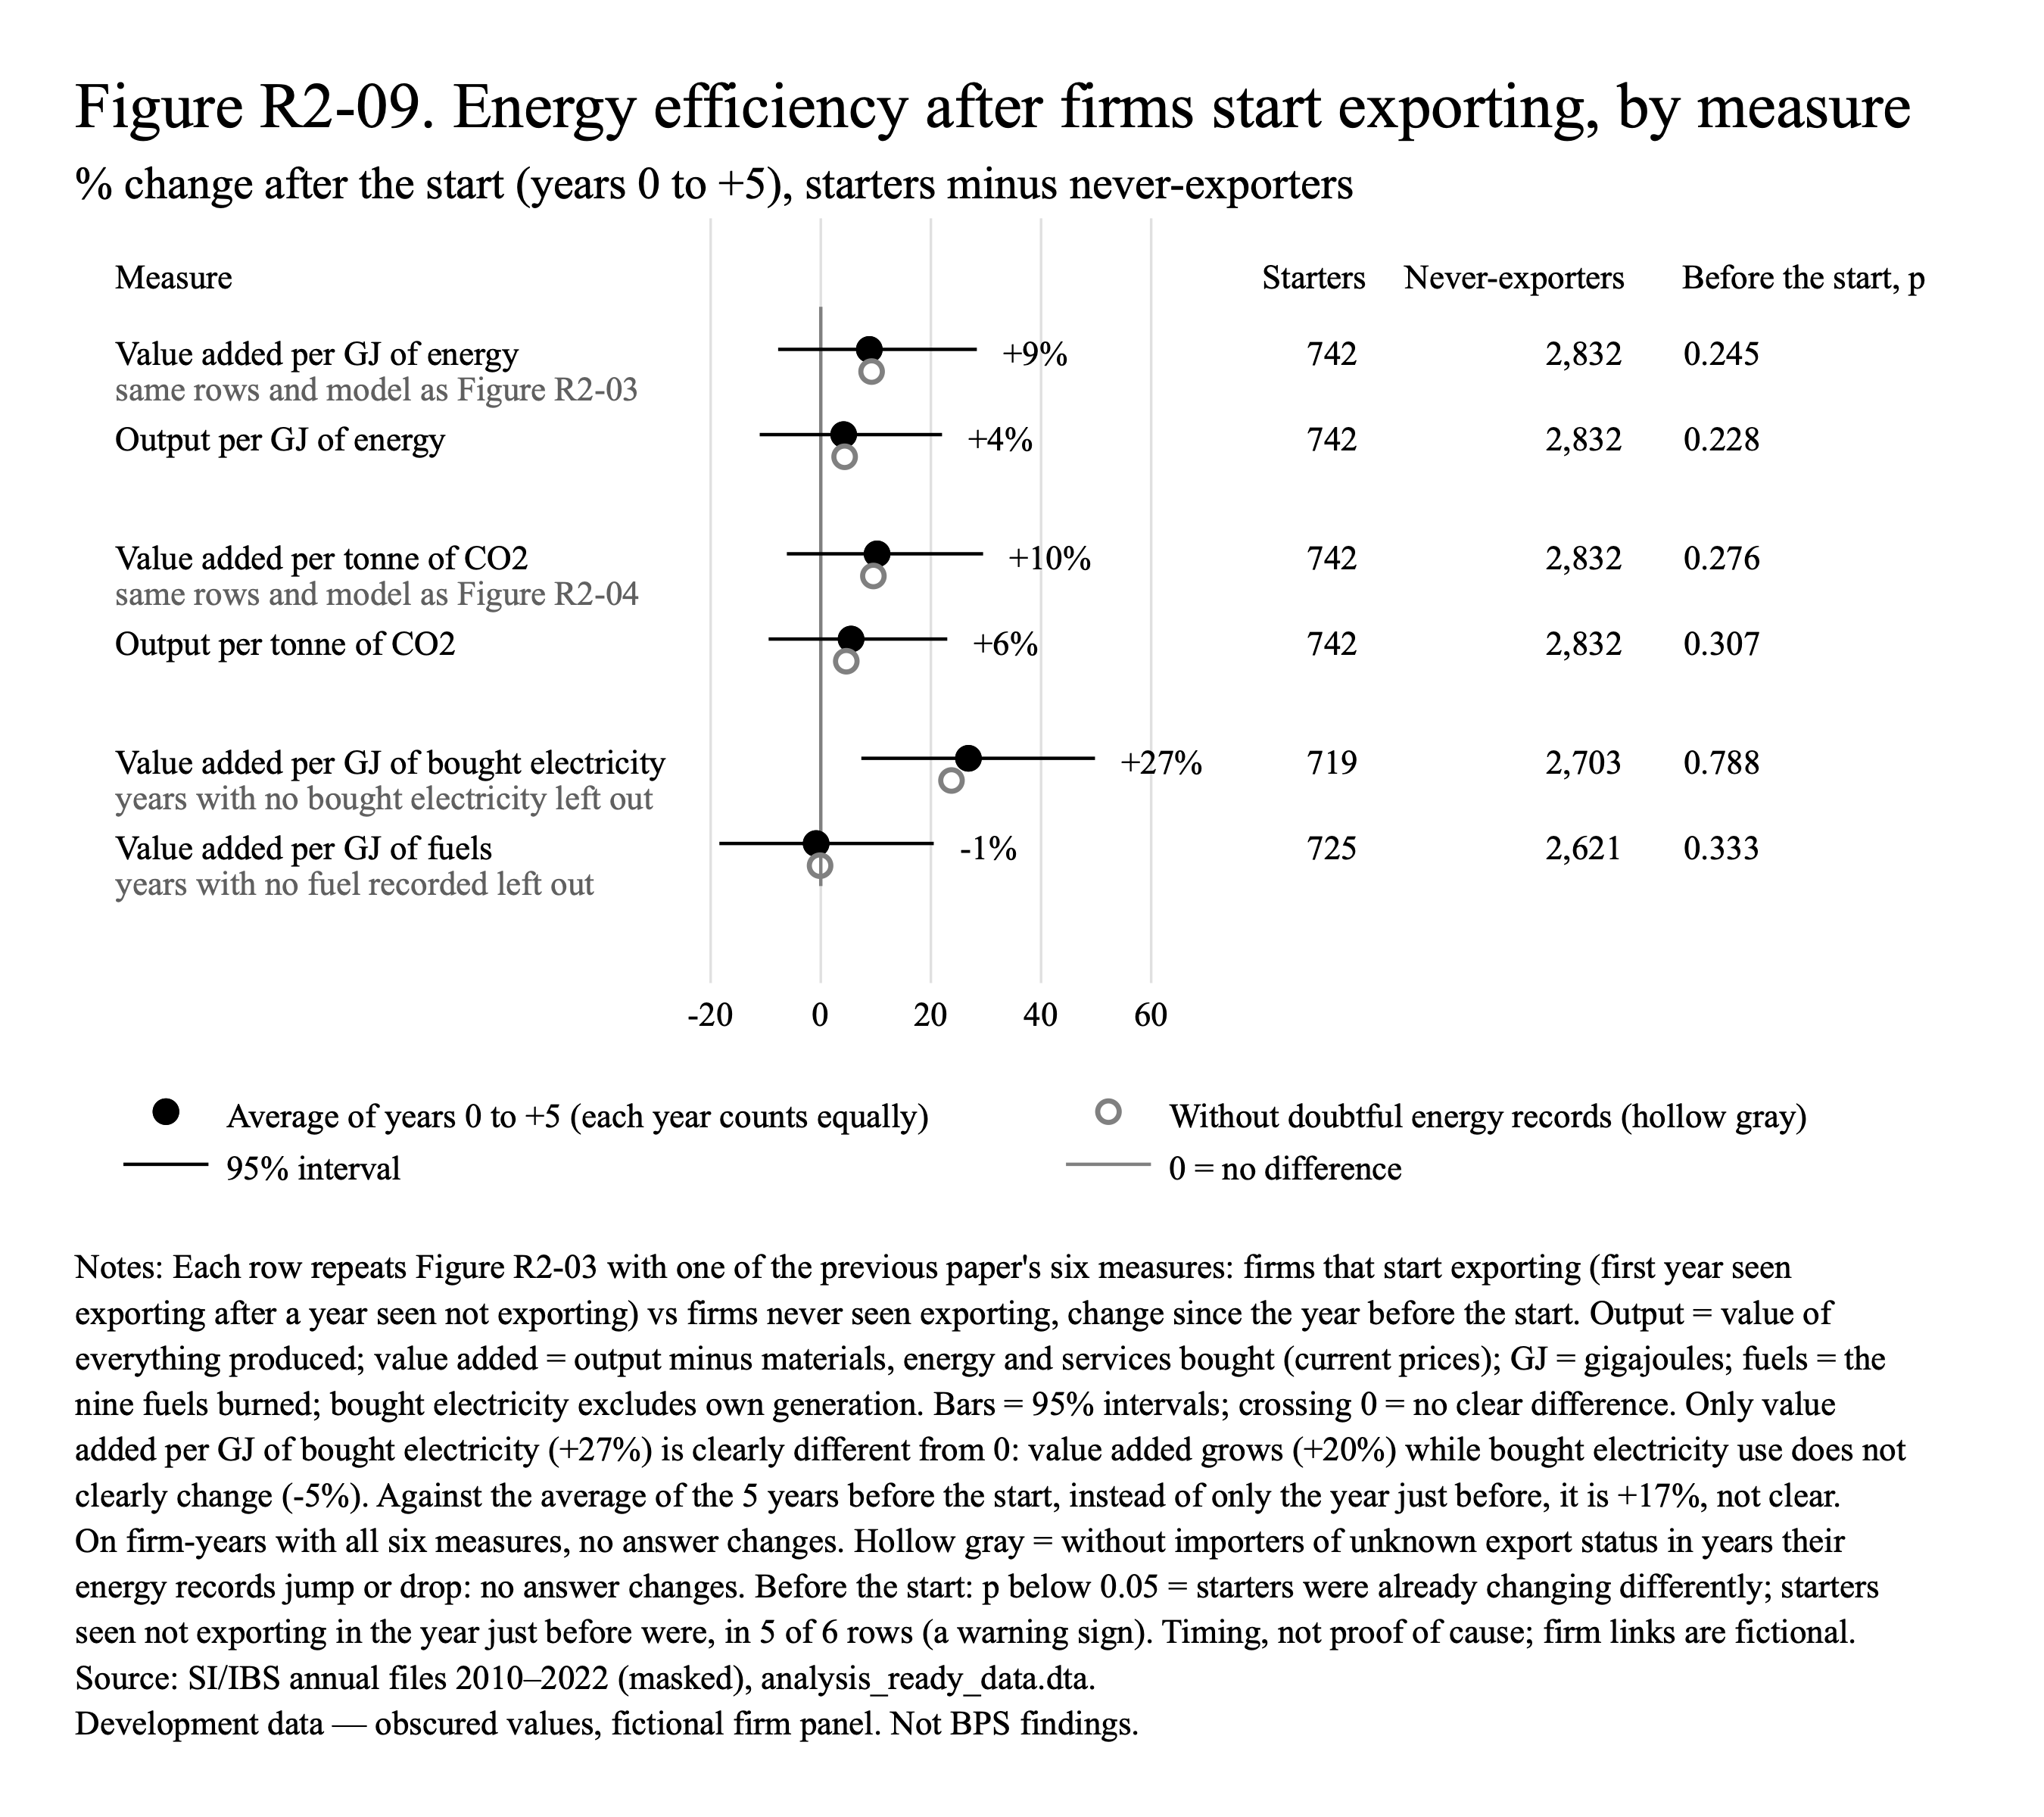 Figure R2-09. Energy efficiency after firms start exporting, by measure
% change after the start (years 0 to +5), starters minus never-exporters
Measure Starters Never-exporters Before the start, p
Value added per GJ of energy +9% 742 2,832 0.245
same rows and model as Figure R2-03
Output per GJ of energy +4% 742 2,832 0.228
Value added per tonne of CO2 +10% 742 2,832 0.276
same rows and model as Figure R2-04
Output per tonne of CO2 +6% 742 2,832 0.307
Value added per GJ of bought electricity +27% 719 2,703 0.788
years with no bought electricity left out
Value added per GJ of fuels -1% 725 2,621 0.333
years with no fuel recorded left out
-20 0 20 40 60
Average of years 0 to +5 (each year counts equally) Without doubtful energy records (hollow gray)
95% interval 0 = no difference
Notes: Each row repeats Figure R2-03 with one of the previous paper's six measures: firms that start exporting (first year seen
exporting after a year seen not exporting) vs firms never seen exporting, change since the year before the start. Output = value of
everything produced; value added = output minus materials, energy and services bought (current prices); GJ = gigajoules; fuels = the
nine fuels burned; bought electricity excludes own generation. Bars = 95% intervals; crossing 0 = no clear difference. Only value
added per GJ of bought electricity (+27%) is clearly different from 0: value added grows (+20%) while bought electricity use does not
clearly change (-5%). Against the average of the 5 years before the start, instead of only the year just before, it is +17%, not clear.
On firm-years with all six measures, no answer changes. Hollow gray = without importers of unknown export status in years their
energy records jump or drop: no answer changes. Before the start: p below 0.05 = starters were already changing differently; starters
seen not exporting in the year just before were, in 5 of 6 rows (a warning sign). Timing, not proof of cause; firm links are fictional.
Source: SI/IBS annual files 2010–2022 (masked), analysis_ready_data.dta.
Development data — obscured values, fictional firm panel. Not BPS findings.